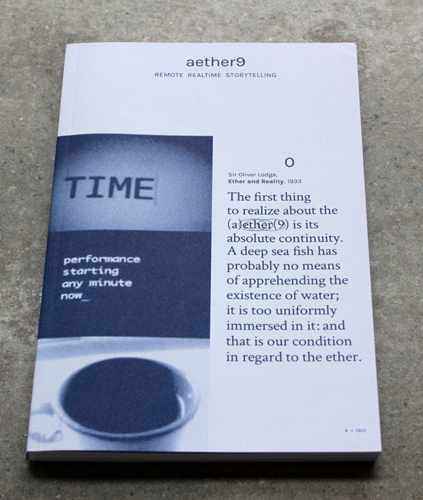 aether9
REMOTE REALTIME STORYTELLING
TIME
performance
starting
any minute
now_
0
Sir Oliver Lodge,
Ether and Reality, 1933
The first thing
to realize about the
(a)ether(9) is its
absolute continuity.
A deep sea fish has
probably no means
of apprehending the
existence of water;
it is too uniformly
immersed in it: and
that is our condition
in regard to the ether.